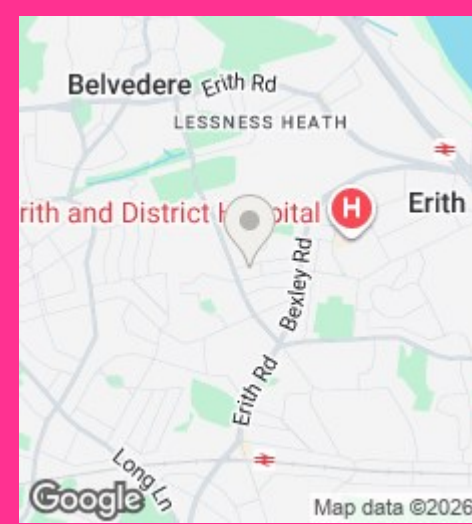 Belvedere
Erith Rd
LESSNESS HEATH
rith and District H
pital
H
Erith
Bexley Rd
Erith Rd
Long Ln
Google
Map data ©2026